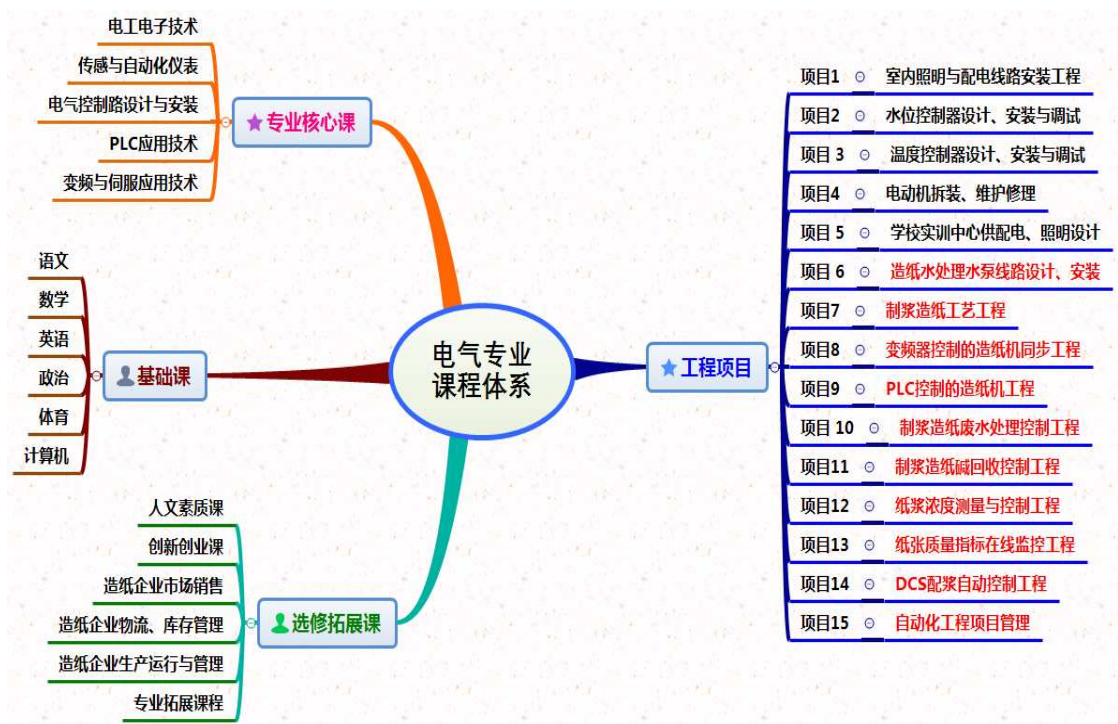 电气专业
课程体系
专业核心课
电工电子技术
传感与自动化仪表
电气控制路设计与安装
PLC应用技术
变频与伺服应用技术
基础课
语文
数学
英语
政治
体育
计算机
选修拓展课
人文素质课
创新创业课
造纸企业市场销售
造纸企业物流、库存管理
造纸企业生产运行与管理
专业拓展课程
工程项目
项目1 室内照明与配电线路安装工程
项目2 水位控制器设计、安装与调试
项目 3 温度控制器设计、安装与调试
项目4 电动机拆装、维护修理
项目 5 学校实训中心供配电、照明设计
项目 6 造纸水处理水泵线路设计、安装
项目7 制浆造纸工艺工程
项目8 变频器控制的造纸机同步工程
项目9 PLC控制的造纸机工程
项目 10 制浆造纸废水处理控制工程
项目11 制浆造纸碱回收控制工程
项目12 纸浆浓度测量与控制工程
项目13 纸张质量指标在线监控工程
项目14 DCS配浆自动控制工程
项目15 自动化工程项目管理